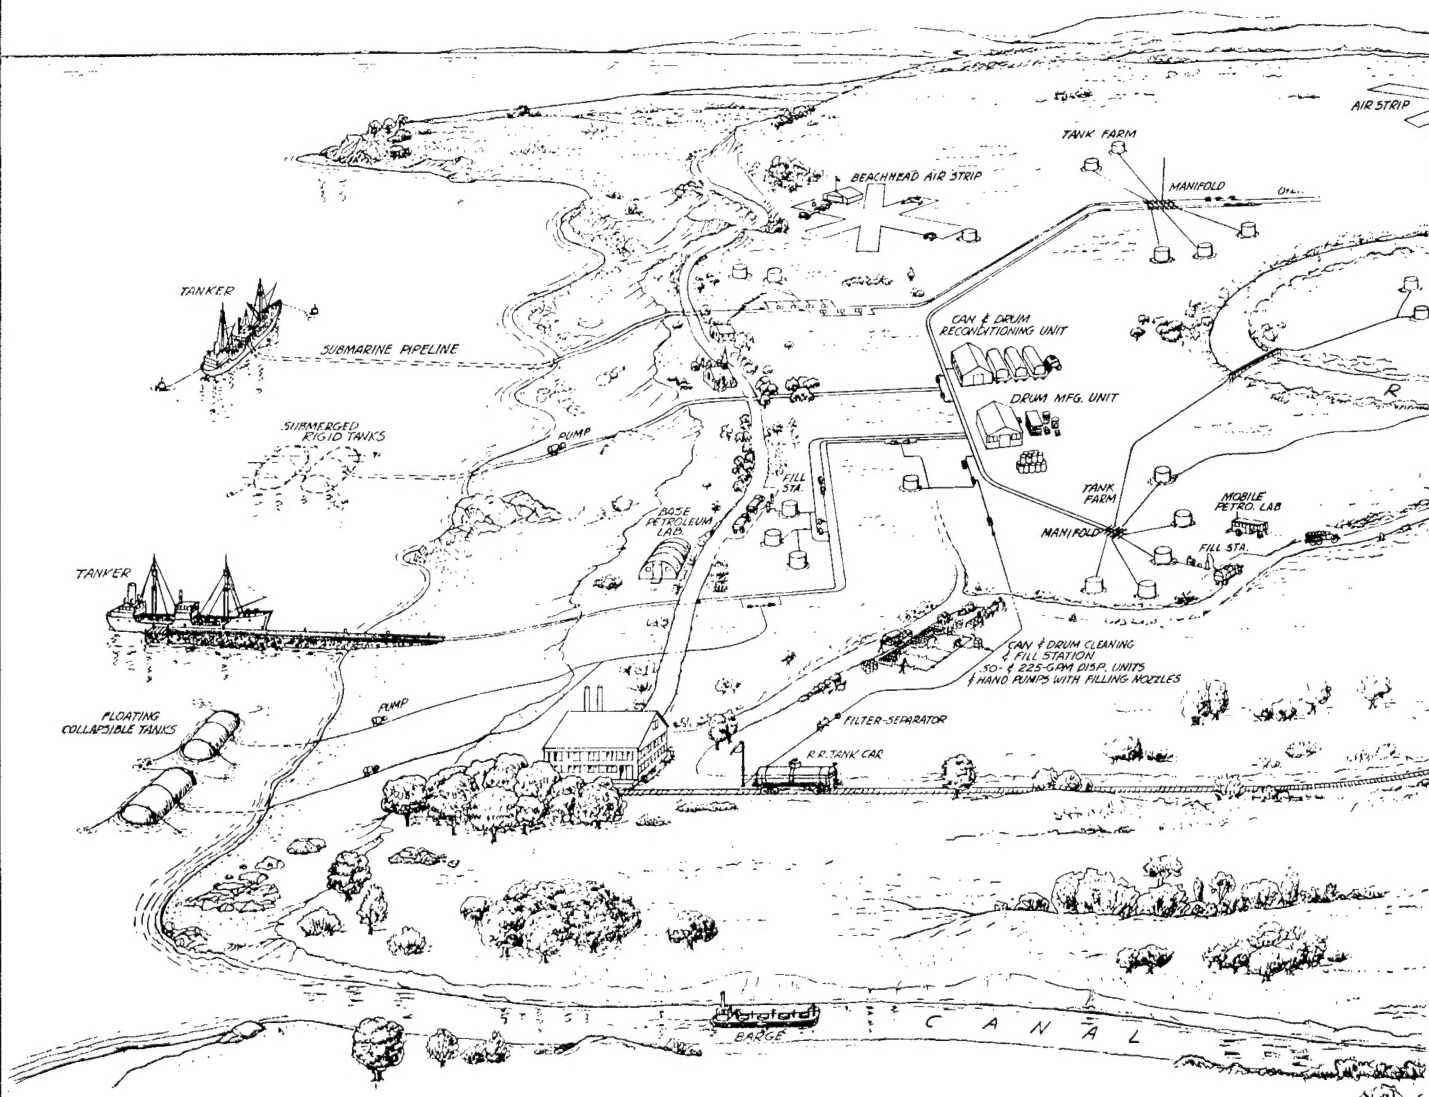 AIR STRIP
TANK FARM
BEACHHEAD AIR STRIP
MANIFOLD
TANKER
CAN & DRUM
RECONDITIONING UNIT
SUBMARINE PIPELINE
DRUM MFG. UNIT
R
SUBMERGED
RIGID TANKS
PUMP
FILL
STA.
TANK
FARM
MOBILE
PETRO. LAB
BASE
PETROLEUM
LAB.
MANIFOLD
FILL STA.
TANKER
CAN & DRUM CLEANING
& FILL STATION
50- & 225-GPM DISP. UNITS
& HAND PUMPS WITH FILLING NOZZLES
PUMP
FLOATING
COLLAPSIBLE TANKS
FILTER-SEPARATOR
R.R. TANK CAR
CANAL
BARGE